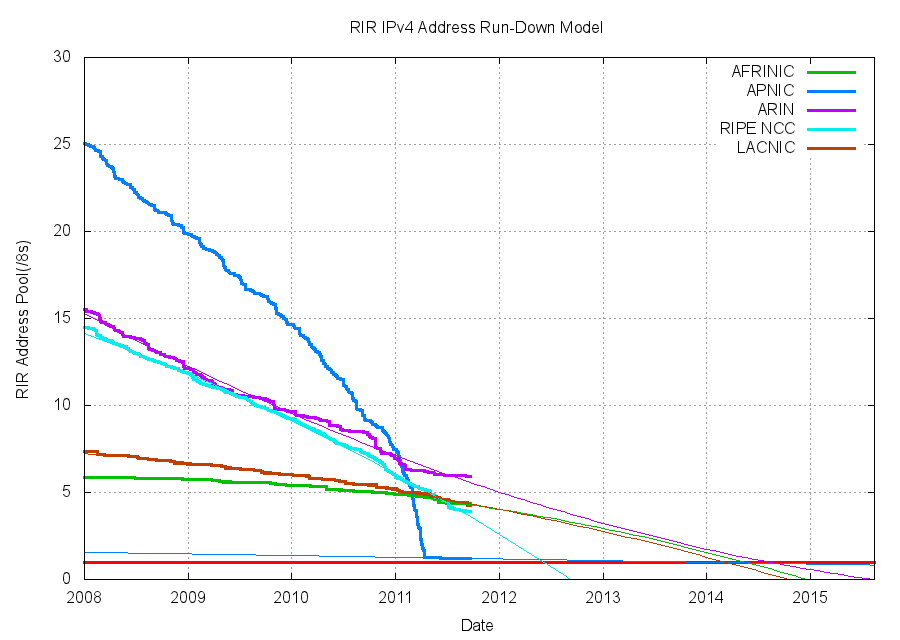 RIR IPv4 Address Run-Down Model
AFRINIC
APNIC
ARIN
RIPE NCC
LACNIC
RIR Address Pool(/8s)
30
25
20
15
10
5
0
2008 2009 2010 2011 2012 2013 2014 2015
Date